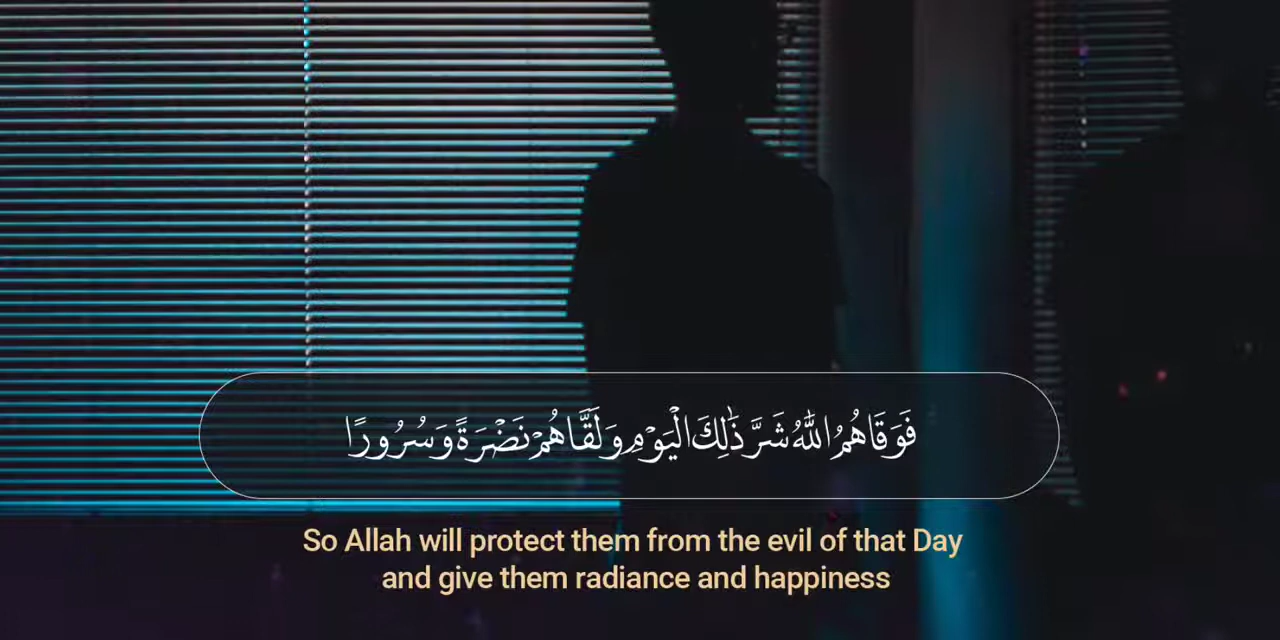 فَوَقَاهُمُ اللَّهُ شَرَّ ذَٰلِكَ الْيَوْمِ وَلَقَّاهُمْ نَضْرَةً وَسُرُورًا
So Allah will protect them from the evil of that Day
and give them radiance and happiness